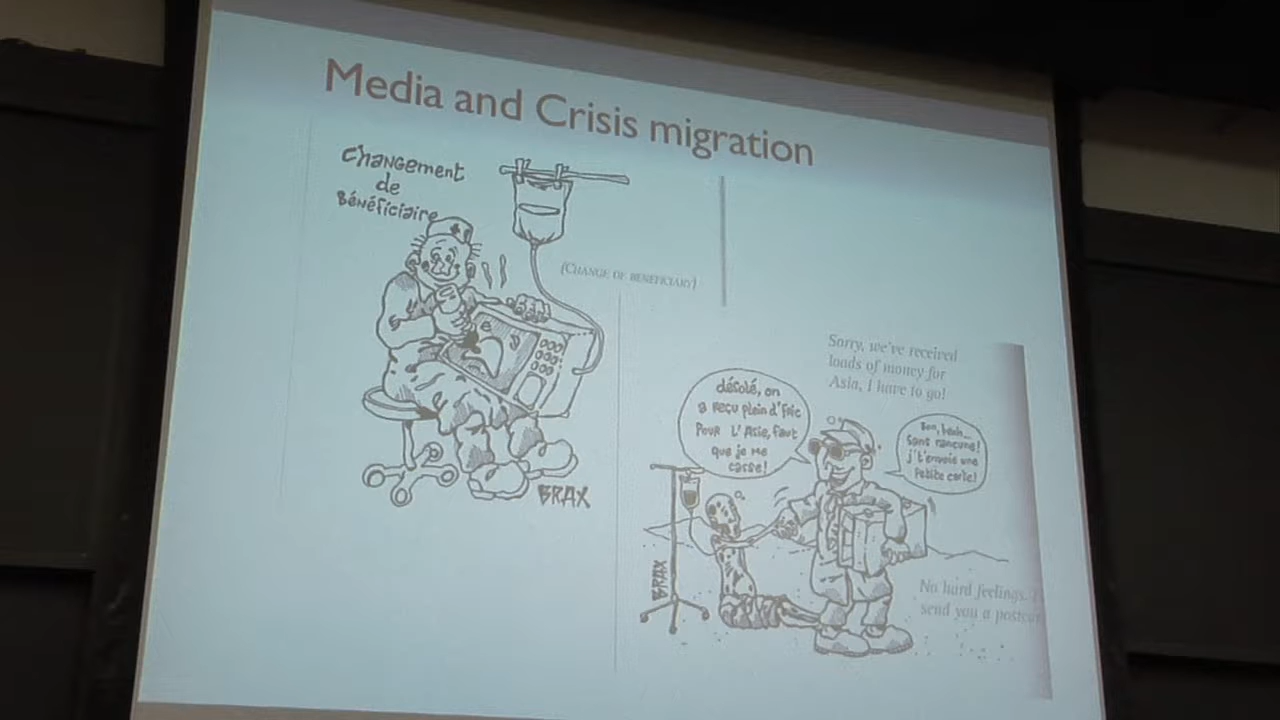 Media and Crisis migration
Changement
de
Bénéficiaire
(CHANGE OF BENEFICIARY)
BRAX
Sorry, we've received
loads of money for
Asia, I have to go!
désolé, on
a reçu plein d'fric
Pour L'Asie, faut
que je me
casse!
Bon, beah...
Sans rancune!
j't'envoie une
Petite carte!
BRAX
No hard feelings.
send you a